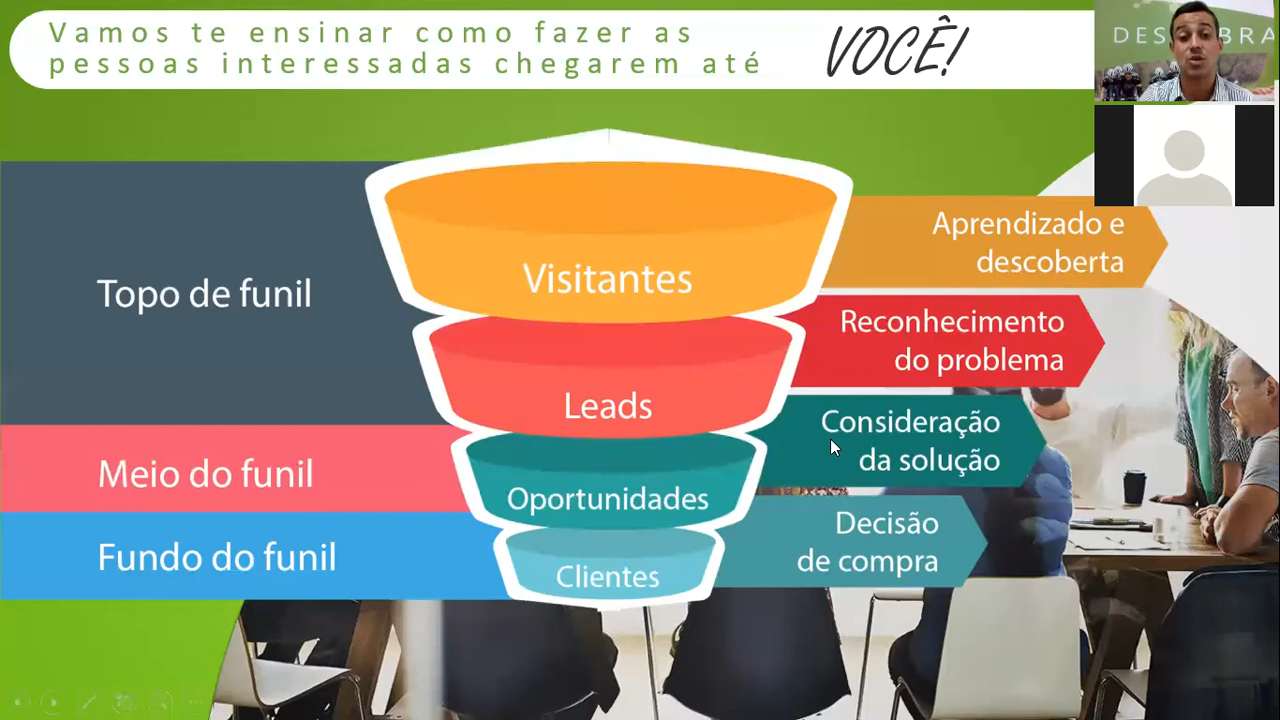 Vamos te ensinar como fazer as
pessoas interessadas chegarem até
VOCÊ!
Topo de funil
Meio do funil
Fundo do funil
Visitantes
Leads
Oportunidades
Clientes
Aprendizado e
descoberta
Reconhecimento
do problema
Consideração
da solução
Decisão
de compra